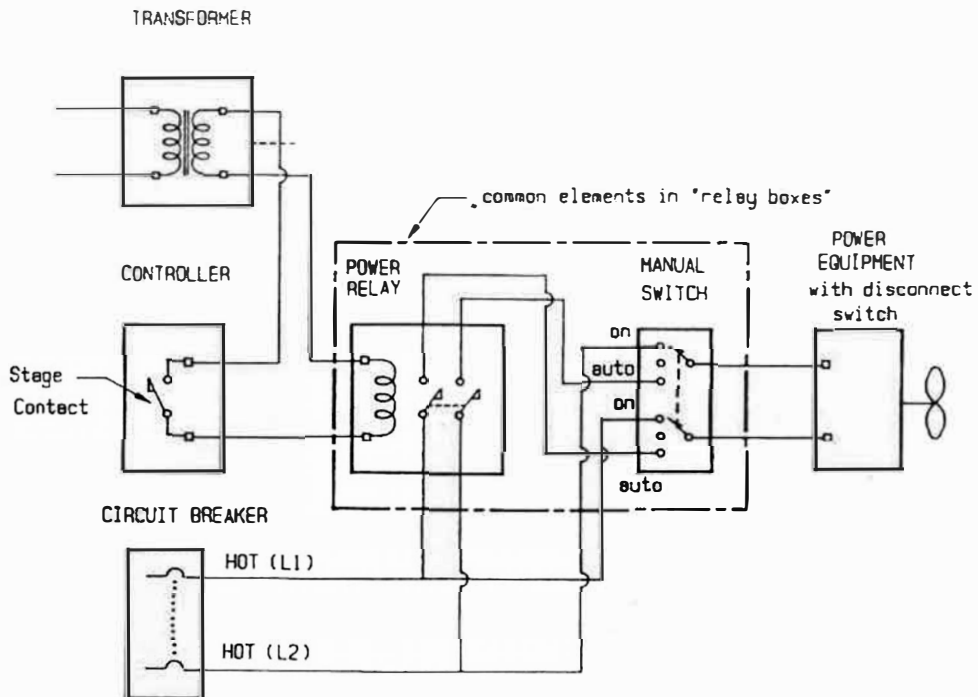 TRANSFORMER
common elements in "relay boxes"
CONTROLLER
POWER
RELAY
MANUAL
SWITCH
POWER
EQUIPMENT
with disconnect
switch
on
auto
on
auto
Stage
Contact
CIRCUIT BREAKER
HOT (L1)
HOT (L2)